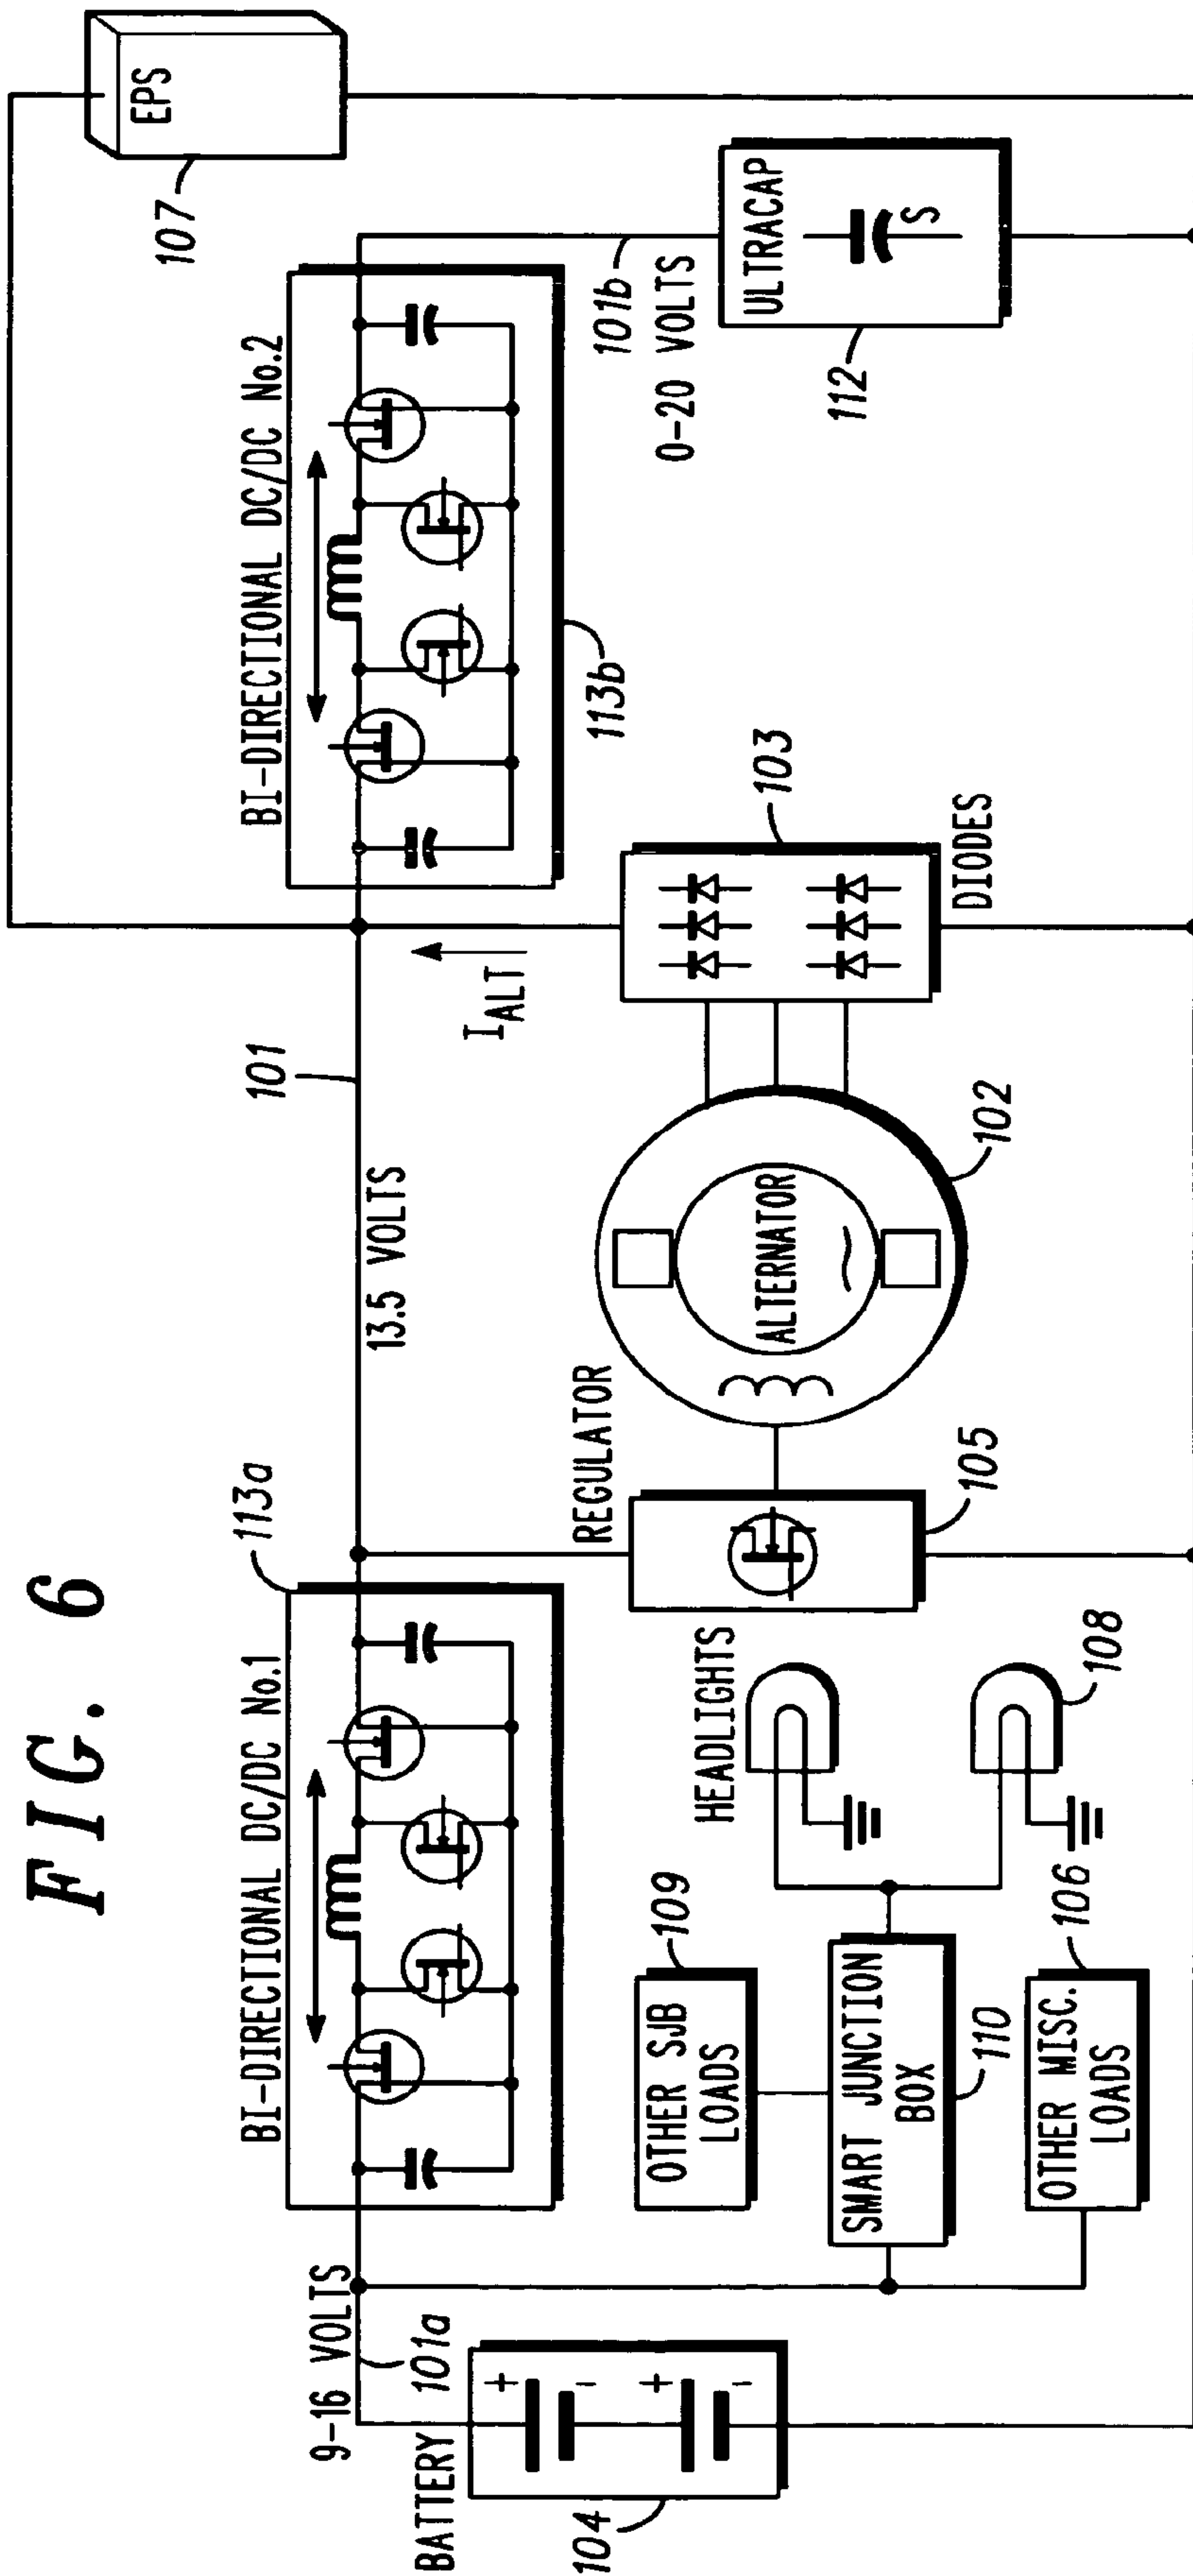 FIG. 6
BI-DIRECTIONAL DC/DC No.1
113a
BI-DIRECTIONAL DC/DC No.2
113b
EPS
107
9-16 VOLTS
101a
13.5 VOLTS
101
I ALT
101b
0-20 VOLTS
BATTERY
+
-
+
-
104
OTHER SJB
LOADS
109
SMART JUNCTION
BOX
110
OTHER MISC.
LOADS
106
HEADLIGHTS
108
REGULATOR
105
ALTERNATOR
~
102
103
DIODES
ULTRACAP
S
112